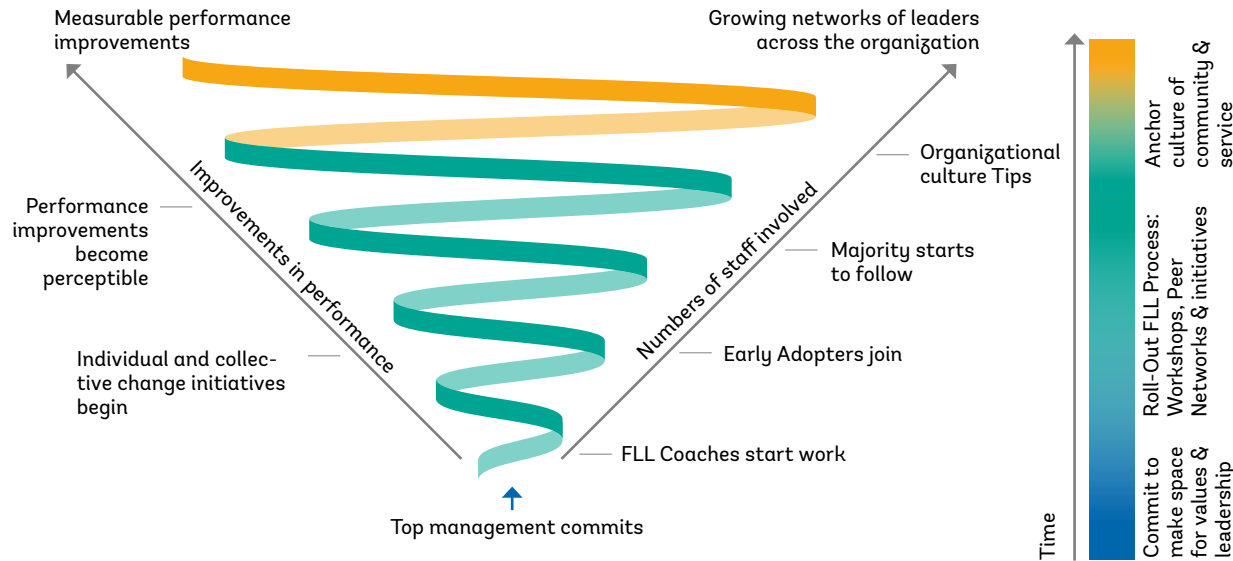 Measurable performance
improvements
Growing networks of leaders
across the organization
Organizational
culture Tips
Performance
improvements
become
perceptible
Improvements in performance
Numbers of staff involved
Majority starts
to follow
Individual and collec-
tive change initiatives
begin
Early Adopters join
FLL Coaches start work
Top management commits
Time
Anchor
culture of
community &
service
Roll-Out FLL Process:
Workshops, Peer
Networks & initiatives
Commit to
make space
for values &
leadership